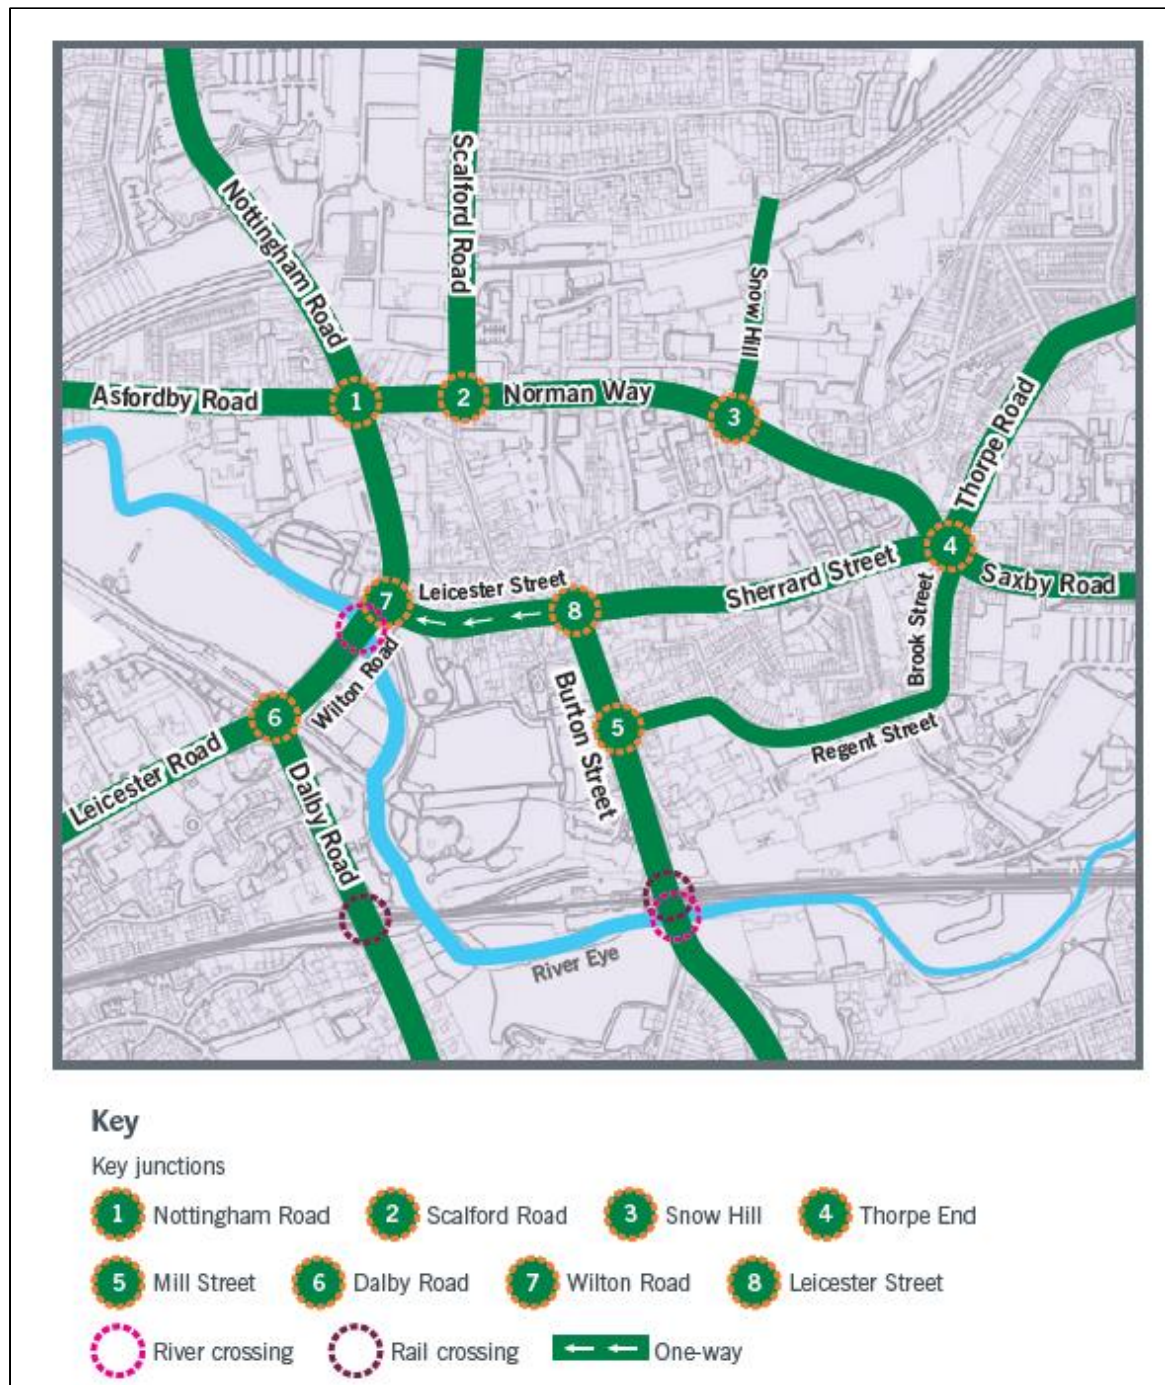 Scalford Road
Nottingham Road
Snow Hill
Asfordby Road
1
2
Norman Way
3
Thorpe Road
4
Sherrard Street
Saxby Road
Brook Street
Leicester Street
7
8
Wilton Road
6
Burton Street
5
Regent Street
Leicester Road
Dalby Road
River Eye
Key
Key junctions
1 Nottingham Road 2 Scalford Road 3 Snow Hill 4 Thorpe End
5 Mill Street 6 Dalby Road 7 Wilton Road 8 Leicester Street
River crossing Rail crossing One-way